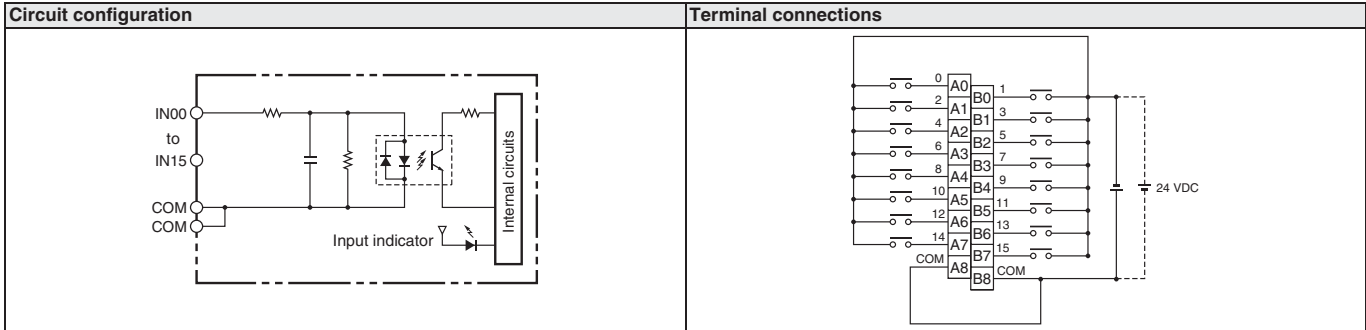 Circuit configuration
Terminal connections
IN00
to
IN15
COM
COM
Input indicator
Internal circuits
0 A0
B0 1
2 A1
B1 3
4 A2
B2 5
6 A3
B3 7
8 A4
B4 9
10 A5
B5 11
12 A6
B6 13
14 A7
B7 15
COM A8
B8 COM
24 VDC